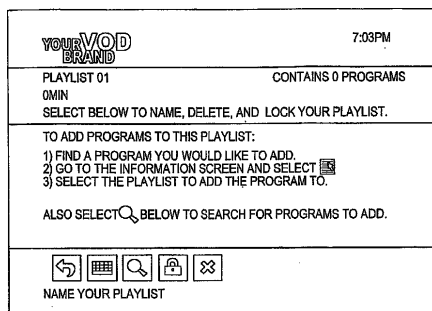 YOUR VOD
BRAND
7:03PM
PLAYLIST 01 CONTAINS 0 PROGRAMS
0MIN
SELECT BELOW TO NAME, DELETE, AND LOCK YOUR PLAYLIST.
TO ADD PROGRAMS TO THIS PLAYLIST:
1) FIND A PROGRAM YOU WOULD LIKE TO ADD.
2) GO TO THE INFORMATION SCREEN AND SELECT
3) SELECT THE PLAYLIST TO ADD THE PROGRAM TO.
ALSO SELECT BELOW TO SEARCH FOR PROGRAMS TO ADD.
NAME YOUR PLAYLIST